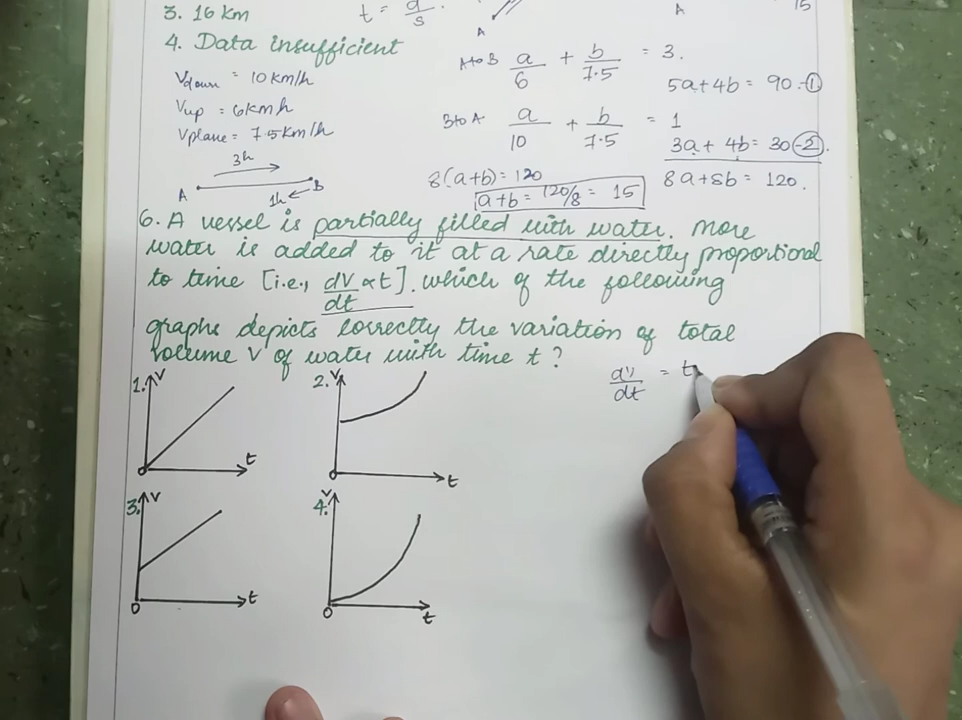 3. 16 km
t = d/s.
A
A
15
4. Data insufficient
Vdown = 10 km/h
Vup = 6 km/h
Vplane = 7.5 km/h
3h
A B
1h
A to B a/6 + b/7.5 = 3.
5a + 4b = 90 - ①
B to A a/10 + b/7.5 = 1
3a + 4b = 30 - ②.
8(a+b) = 120
8a + 8b = 120.
a+b = 120/8 = 15
6. A vessel is partially filled with water. More
water is added to it at a rate directly proportional
to time [i.e., dV/dt ∝ t]. which of the following
graphs depicts correctly the variation of total
volume V of water with time t?
dv/dt = t
1. V t
2. V t
3. V t O
4. V t O